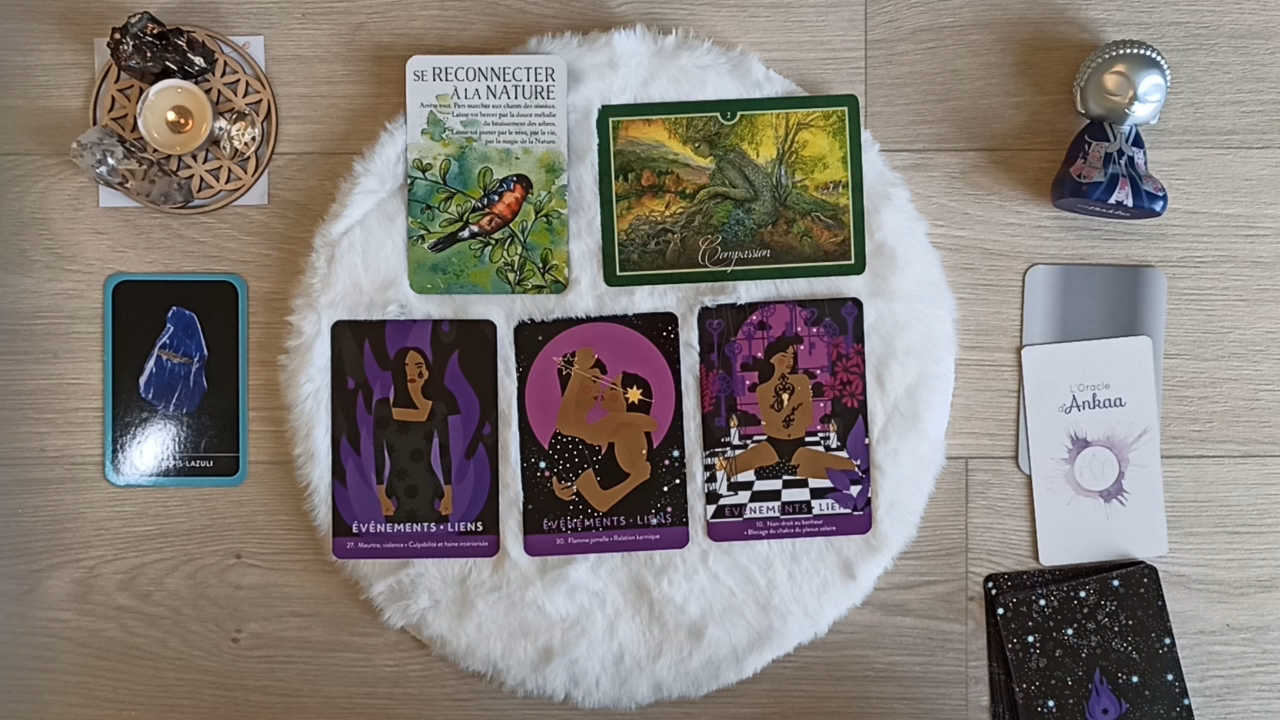 SE RECONNECTER
À LA NATURE
Arrête tout. Pars marcher aux chants des oiseaux.
Laisse-toi bercer par la douce mélodie
du bruissement des arbres.
Laisse-toi porter par le vent, par la vie,
par la magie de la Nature.
2
Compassion
ÉVÉNEMENTS • LIENS
27. Meurtre, violence • Culpabilité et haine intériorisée
ÉVÉNEMENTS • LIENS
30. Flamme jumelle • Relation karmique
ÉVÉNEMENTS • LIENS
10. Non-droit au bonheur
• Blocage du chakra du plexus solaire
LAPIS-LAZULI
L'Oracle
d'Ankaa